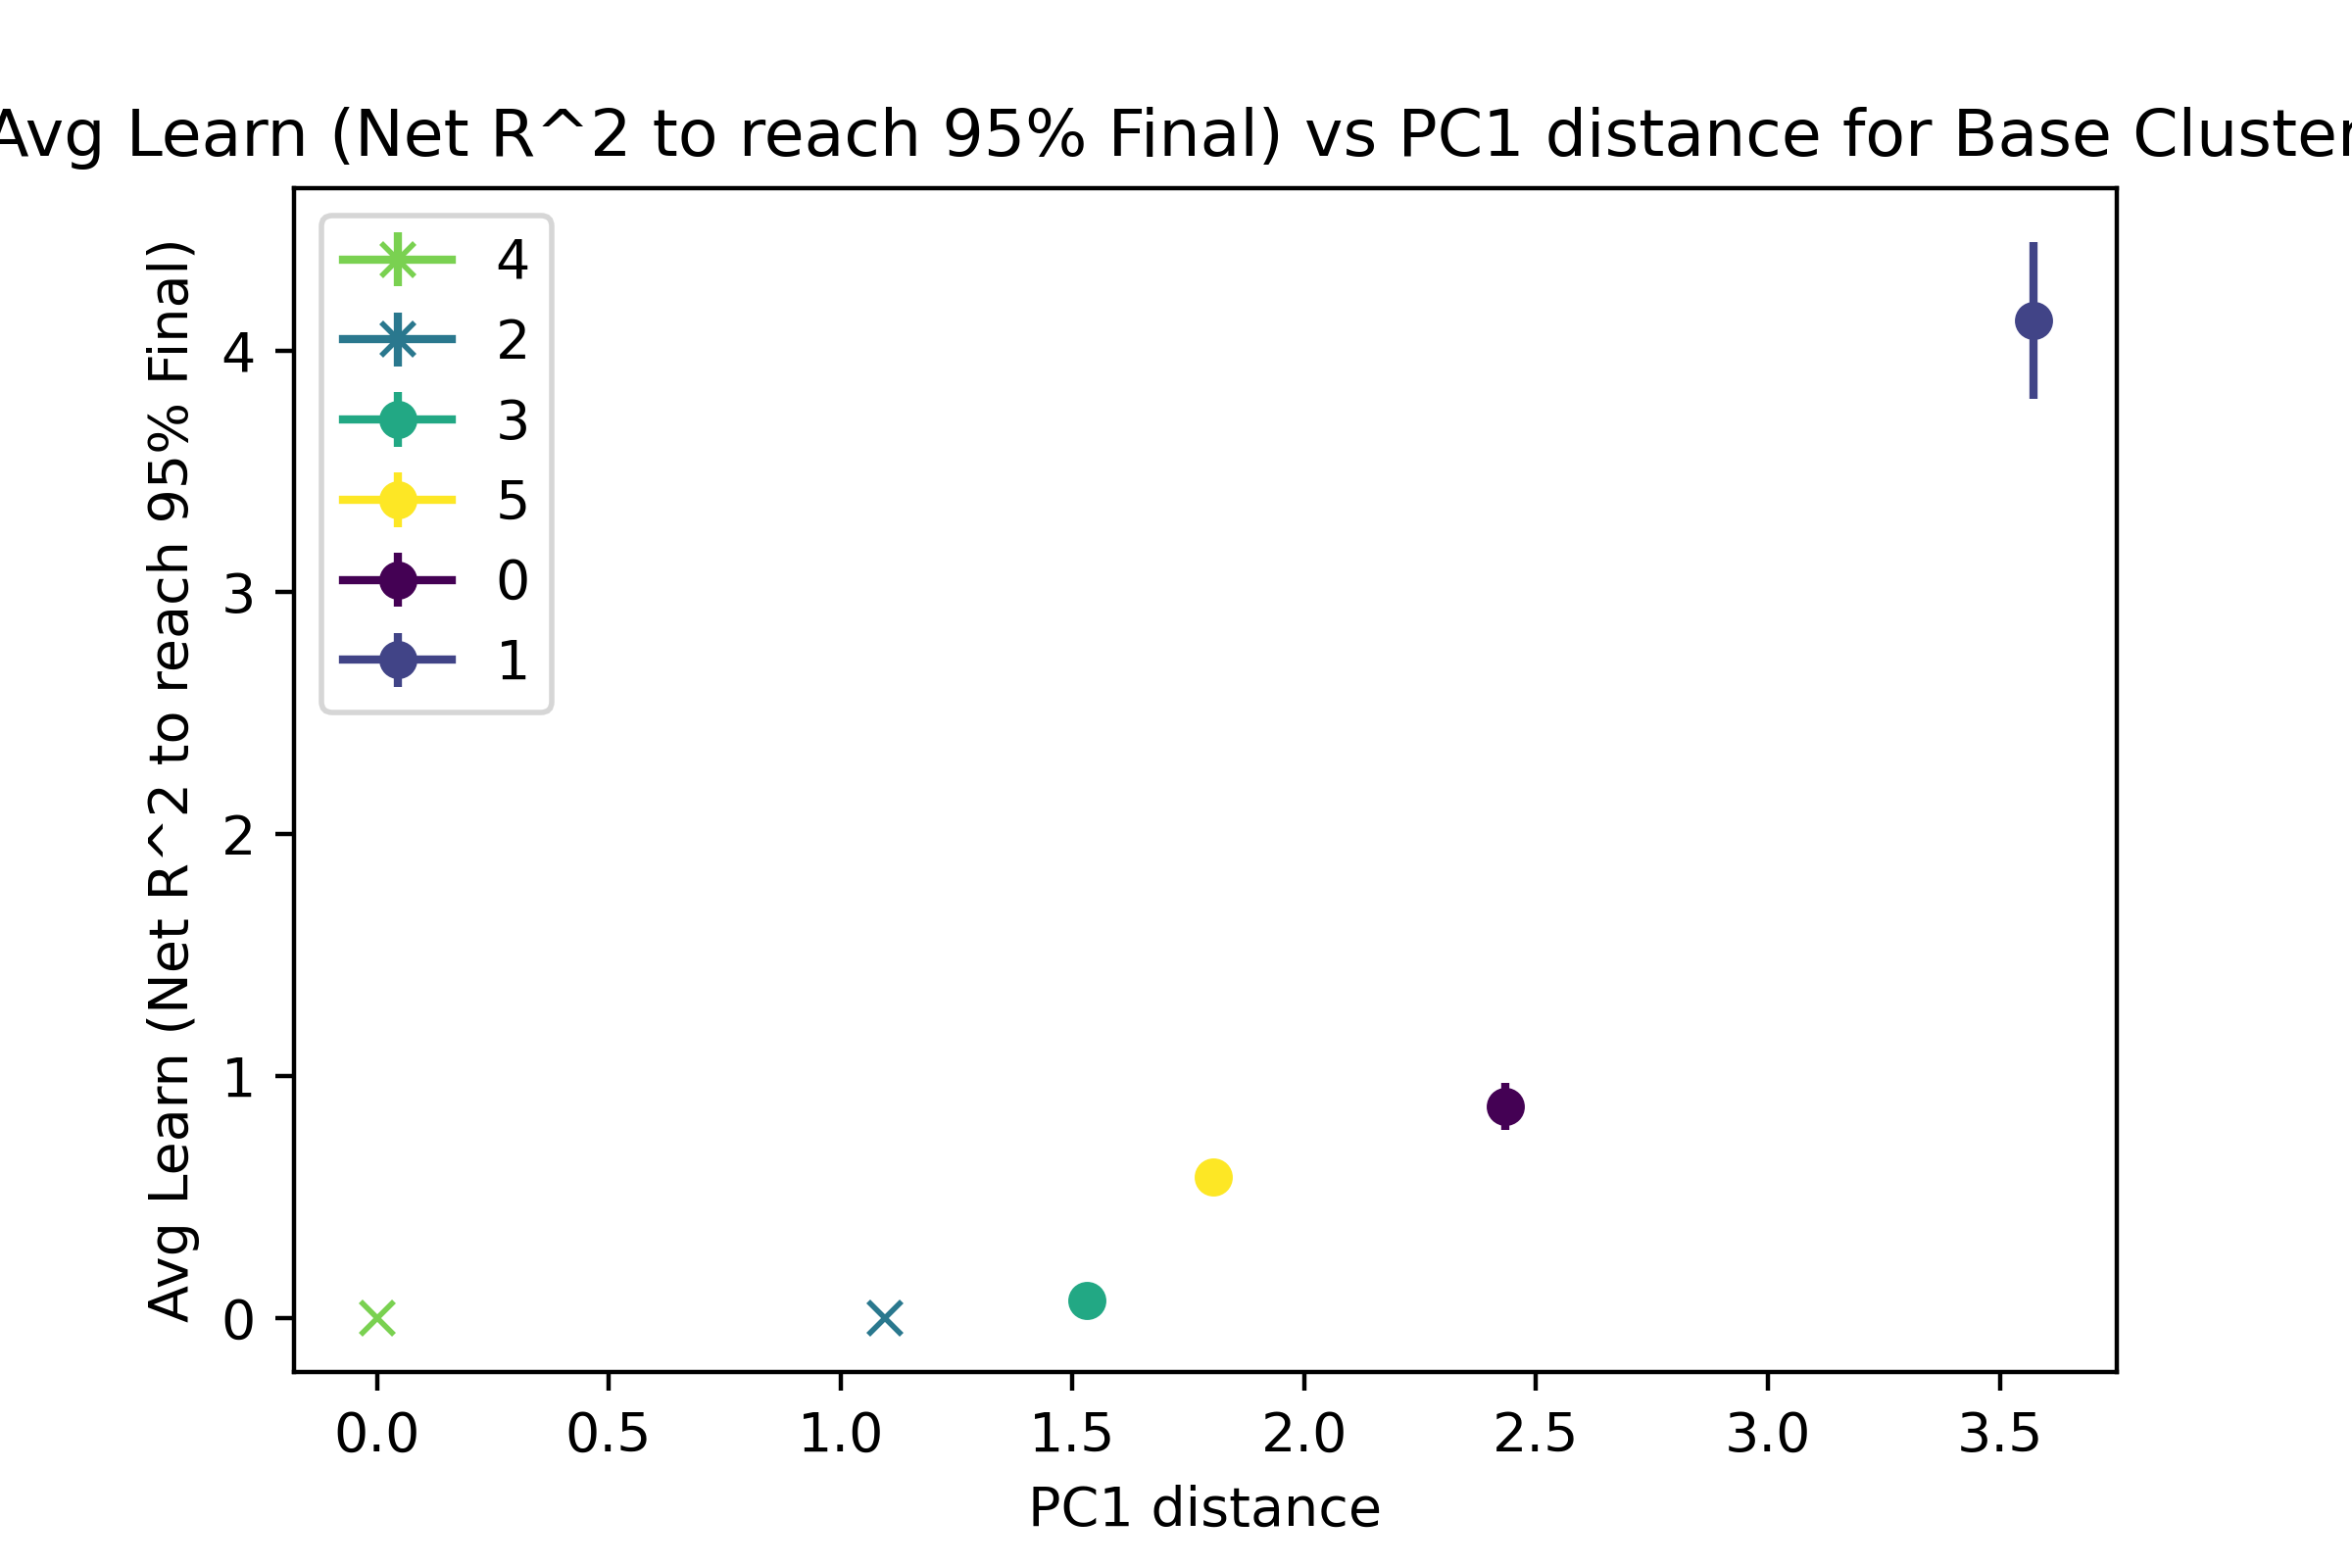 Avg Learn (Net R^2 to reach 95% Final) vs PC1 distance for Base Cluster
4
2
3
5
0
1
Avg Learn (Net R^2 to reach 95% Final)
4
3
2
1
0
0.0 0.5 1.0 1.5 2.0 2.5 3.0 3.5
PC1 distance